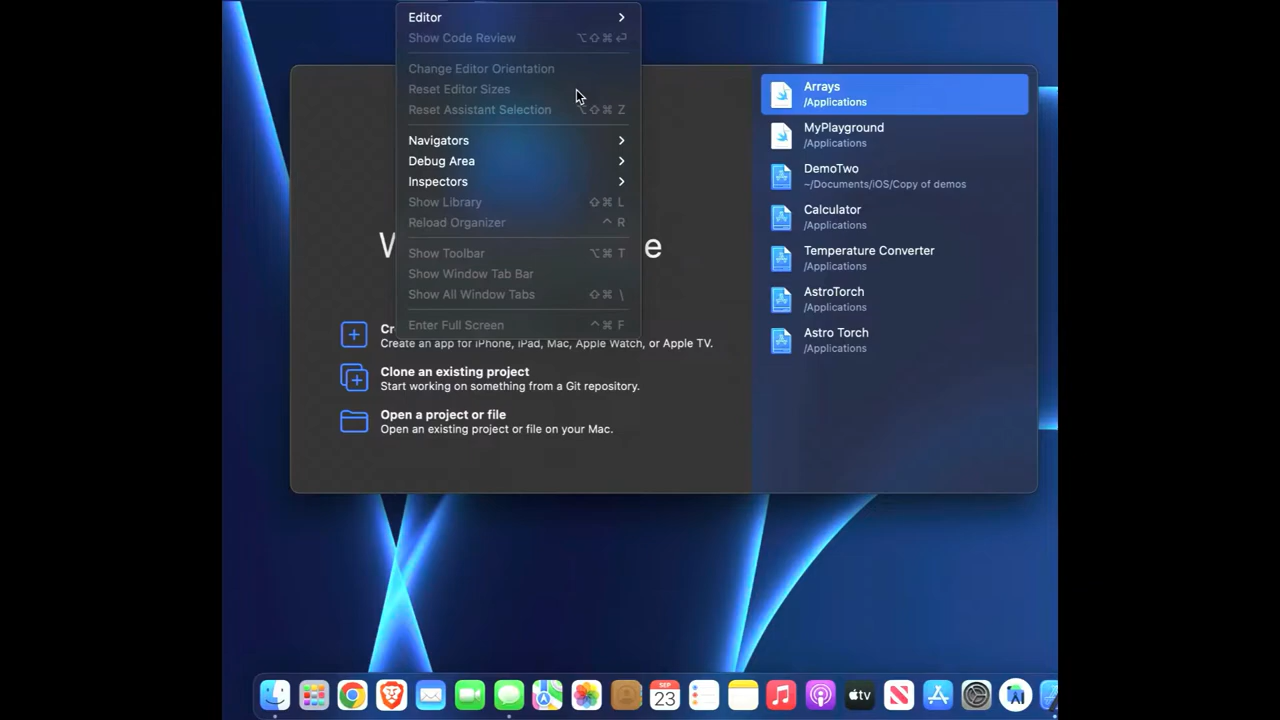 Editor
Show Code Review ⌥⇧⌘⏎
Change Editor Orientation
Reset Editor Sizes
Reset Assistant Selection ⌥⇧⌘ Z
Navigators
Debug Area
Inspectors
Show Library ⇧⌘ L
Reload Organizer ^ R
Show Toolbar ⌥⌘ T
Show Window Tab Bar
Show All Window Tabs ⇧⌘ \
Enter Full Screen ^⌘ F
W
e
Cr
Create an app for iPhone, iPad, Mac, Apple Watch, or Apple TV.
Clone an existing project
Start working on something from a Git repository.
Open a project or file
Open an existing project or file on your Mac.
Arrays
/Applications
MyPlayground
/Applications
DemoTwo
~/Documents/iOS/Copy of demos
Calculator
/Applications
Temperature Converter
/Applications
AstroTorch
/Applications
Astro Torch
/Applications
SEP
23
tv